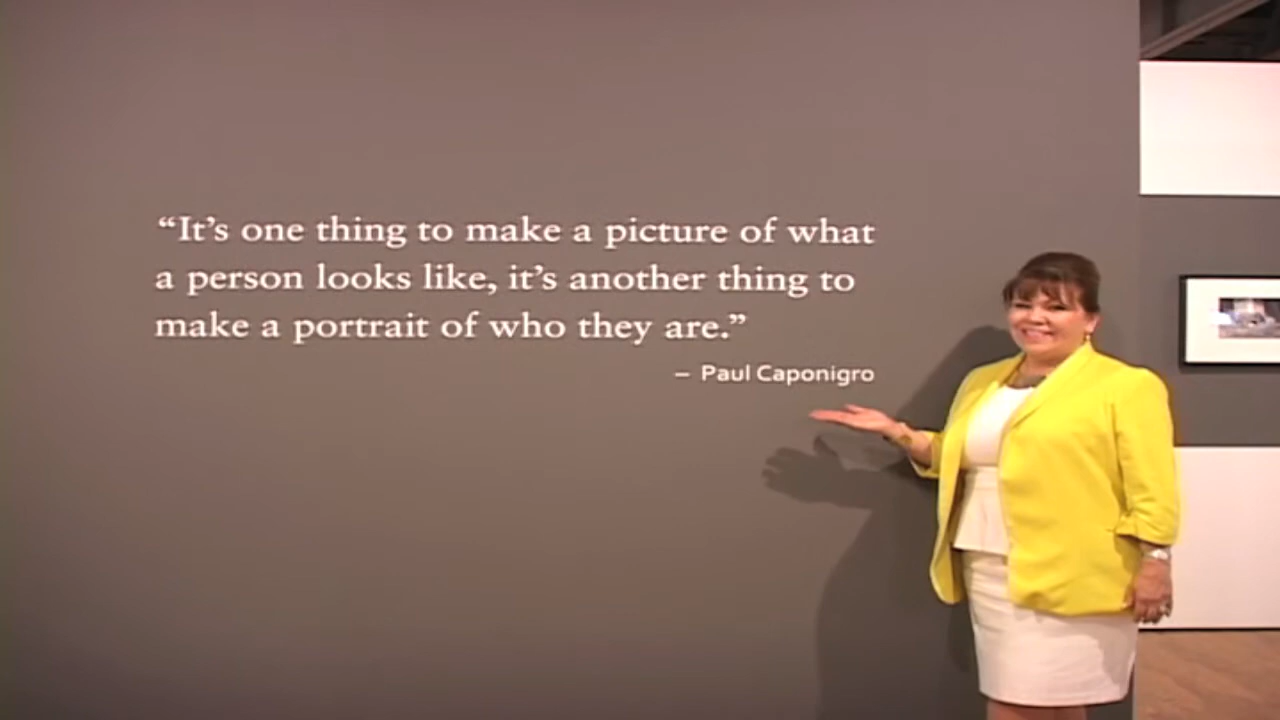 “It’s one thing to make a picture of what
a person looks like, it’s another thing to
make a portrait of who they are.”
– Paul Caponigro